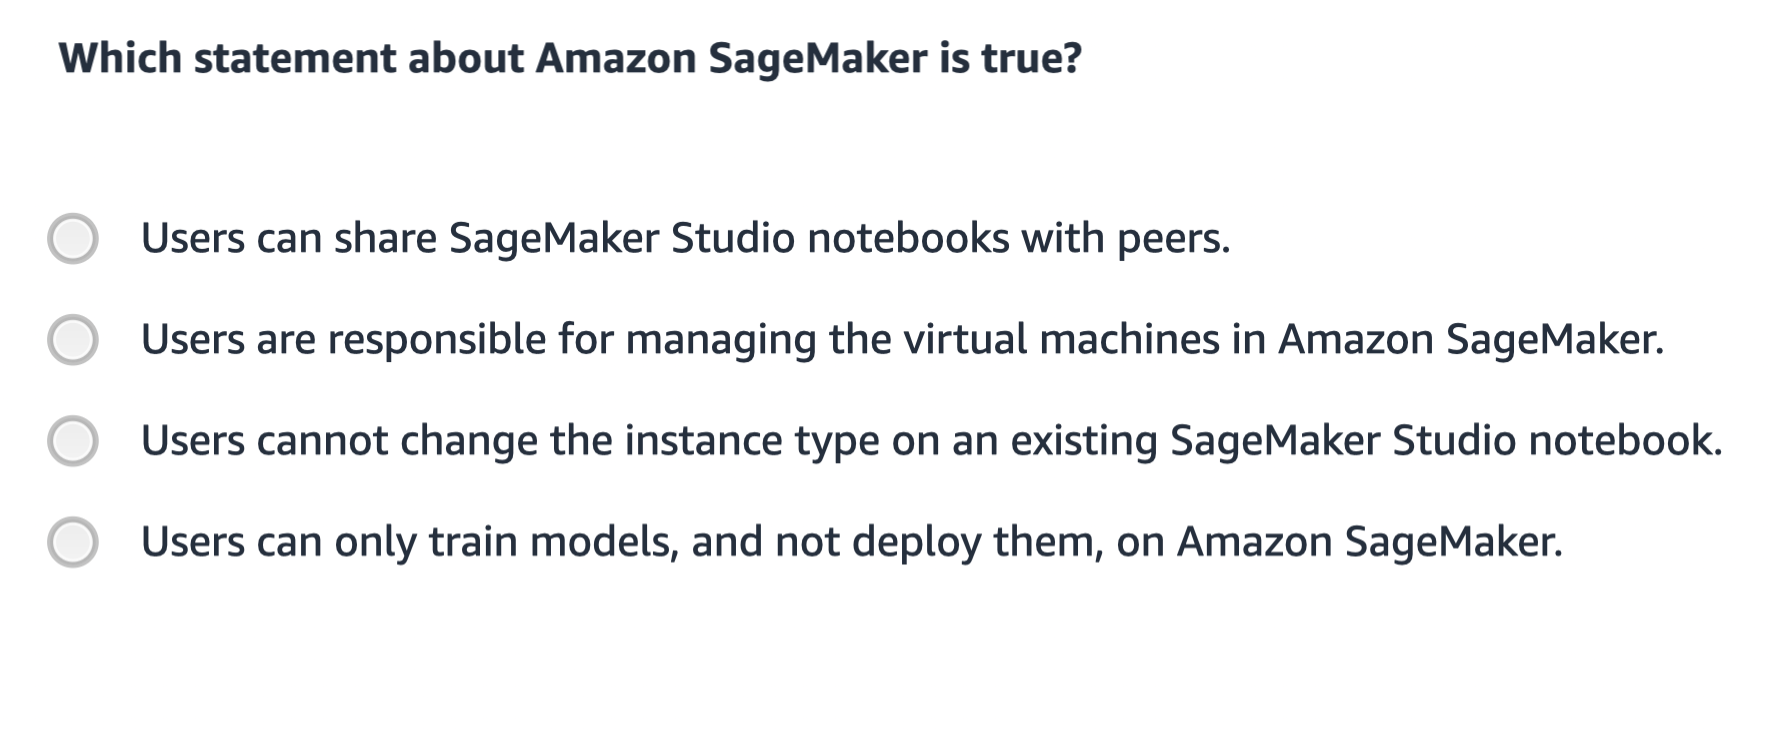 Which statement about Amazon SageMaker is true?
Users can share SageMaker Studio notebooks with peers.
Users are responsible for managing the virtual machines in Amazon SageMaker.
Users cannot change the instance type on an existing SageMaker Studio notebook.
Users can only train models, and not deploy them, on Amazon SageMaker.